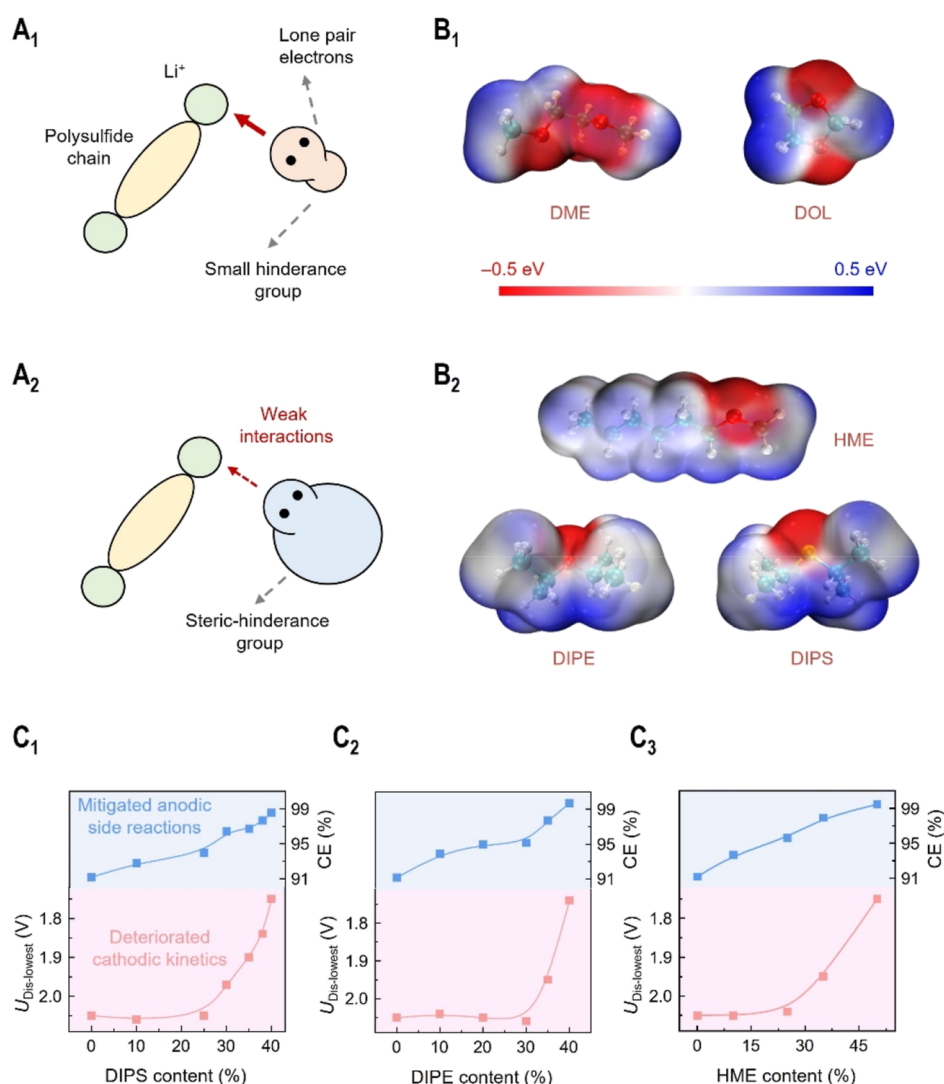 A1
Lone pair
electrons
Li+
Polysulfide
chain
Small hinderance
group
B1
DME
DOL
−0.5 eV
0.5 eV
A2
Weak
interactions
Steric-hinderance
group
B2
HME
DIPE
DIPS
C1
Mitigated anodic
side reactions
99
95
91
CE (%)
Deteriorated
cathodic kinetics
1.8
1.9
2.0
UDis-lowest (V)
0 10 20 30 40
DIPS content (%)
C2
99
95
91
CE (%)
1.8
1.9
2.0
UDis-lowest (V)
0 10 20 30 40
DIPE content (%)
C3
99
95
91
CE (%)
1.8
1.9
2.0
UDis-lowest (V)
0 15 30 45
HME content (%)